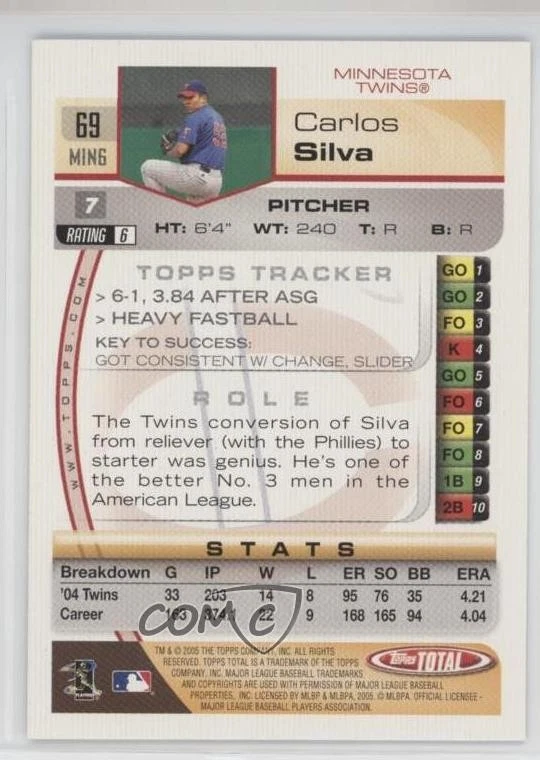 MINNESOTA
TWINS®
69
MIN6
Carlos
Silva
7
RATING 6
PITCHER
HT: 6'4" WT: 240 T: R B: R
TOPPS TRACKER
> 6-1, 3.84 AFTER ASG
> HEAVY FASTBALL
KEY TO SUCCESS:
GOT CONSISTENT W/ CHANGE, SLIDER
ROLE
The Twins conversion of Silva
from reliever (with the Phillies) to
starter was genius. He's one of
the better No. 3 men in the
American League.
WWW.TOPPS.COM
GO 1
GO 2
FO 3
K 4
GO 5
FO 6
FO 7
FO 8
1B 9
2B 10
STATS
Breakdown G IP W L ER SO BB ERA
'04 Twins 33 203 14 8 95 76 35 4.21
Career 163 374.1 22 9 168 165 94 4.04
COMC
TM & © 2005 THE TOPPS COMPANY, INC. ALL RIGHTS
RESERVED. TOPPS TOTAL IS A TRADEMARK OF THE TOPPS
COMPANY, INC. MAJOR LEAGUE BASEBALL TRADEMARKS
AND COPYRIGHTS ARE USED WITH PERMISSION OF MAJOR LEAGUE BASEBALL
PROPERTIES, INC. LICENSED BY MLBP & MLBPA, 2005. © MLBPA. OFFICIAL LICENSEE -
MAJOR LEAGUE BASEBALL PLAYERS ASSOCIATION.
Topps TOTAL